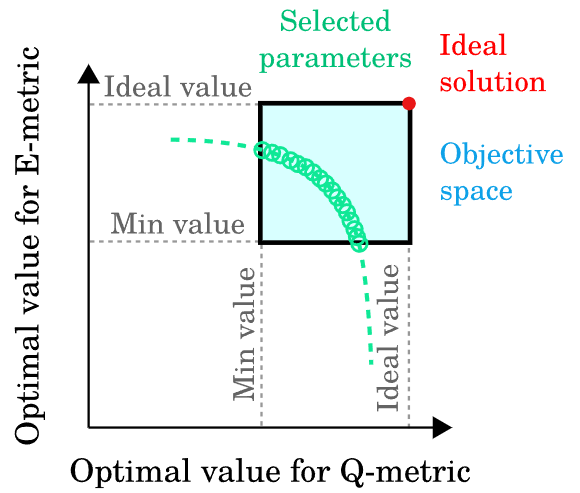 Selected
parameters
Ideal
solution
Objective
space
Ideal value
Min value
Min value
Ideal value
Optimal value for E-metric
Optimal value for Q-metric